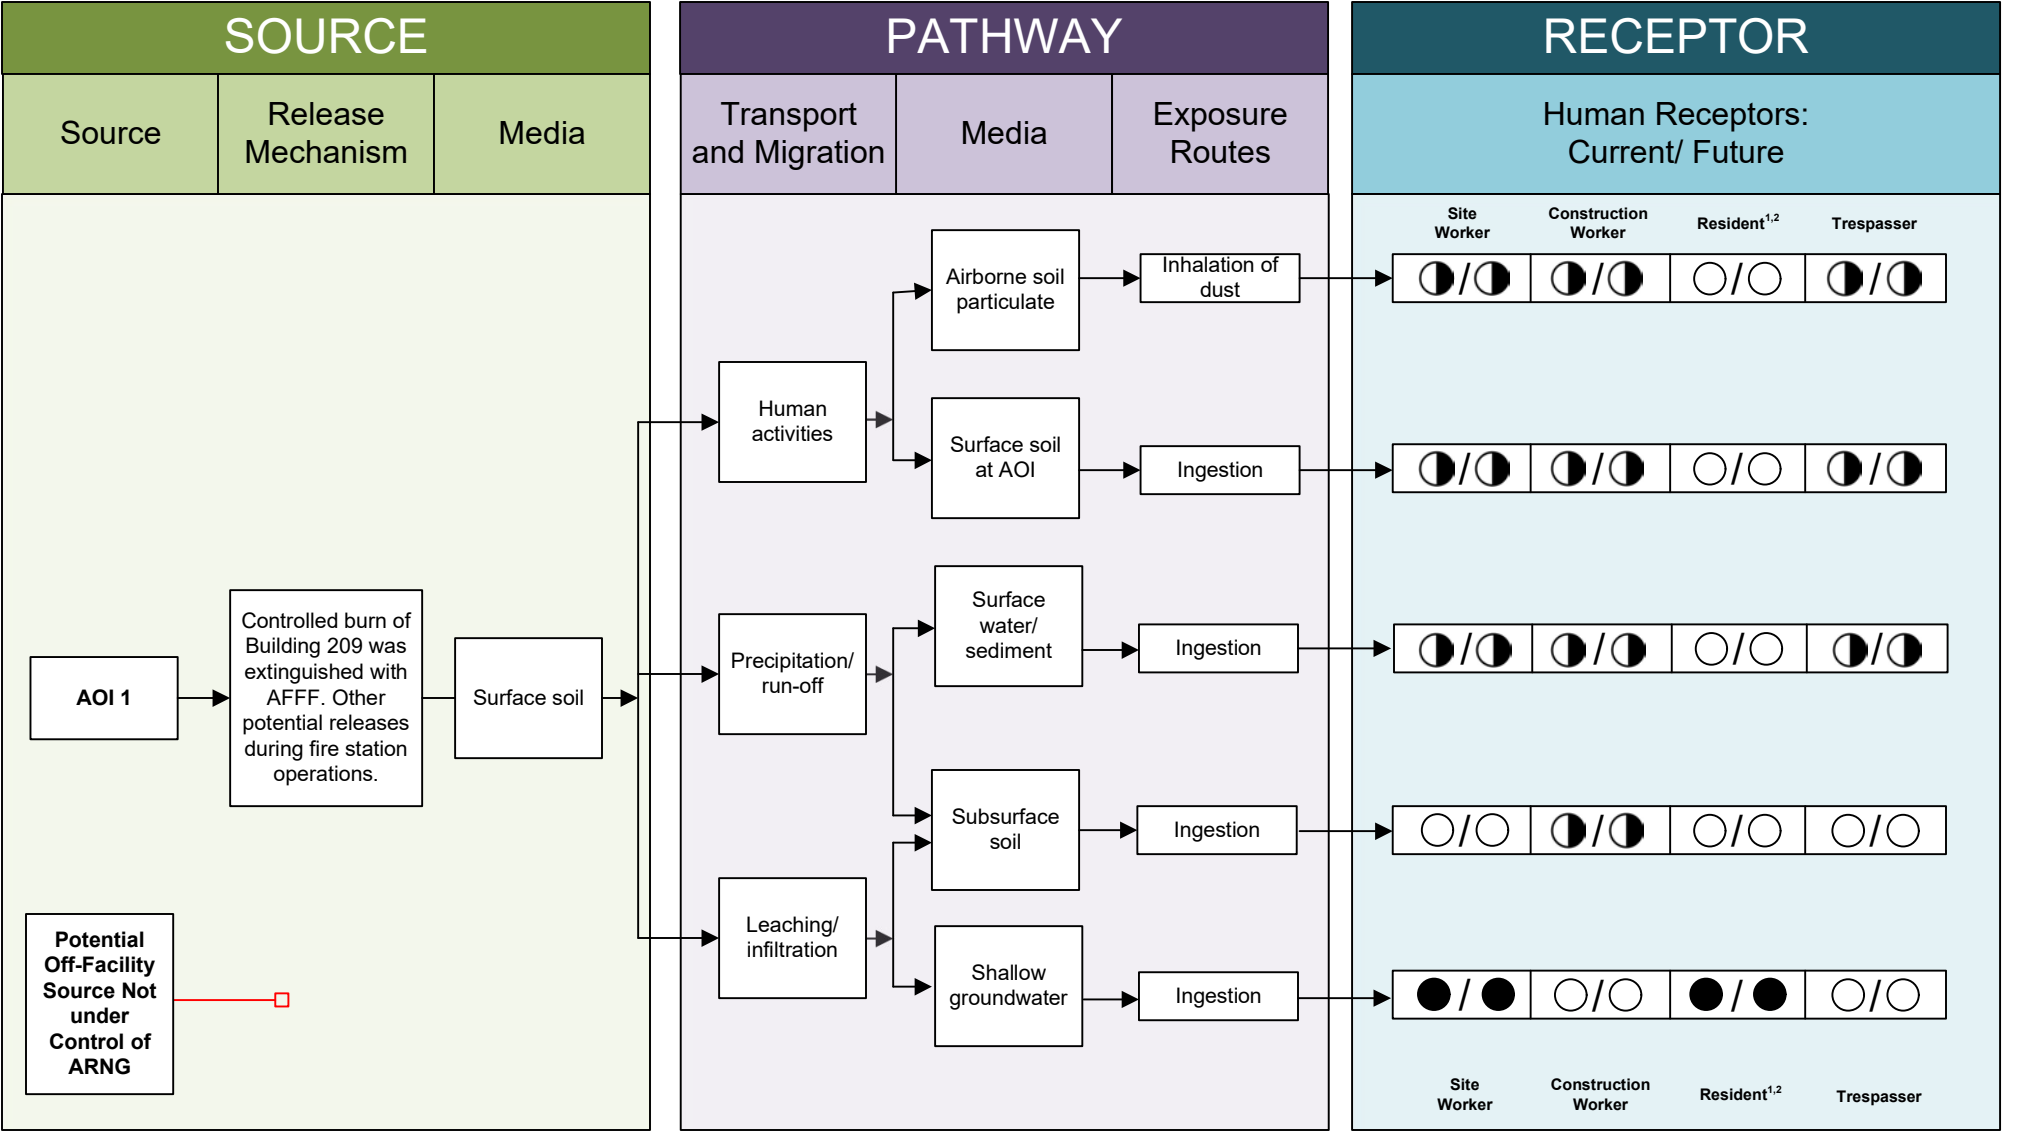 SOURCE
PATHWAY
RECEPTOR
Source
Release
Mechanism
Media
Transport
and Migration
Media
Exposure
Routes
Human Receptors:
Current/ Future
Site
Worker
Construction
Worker
Resident1,2
Trespasser
Airborne soil
particulate
Inhalation of
dust
/
/
/
/
Human
activities
Surface soil
at AOI
Ingestion
/
/
/
/
AOI 1
Controlled burn of
Building 209 was
extinguished with
AFFF. Other
potential releases
during fire station
operations.
Surface soil
Precipitation/
run-off
Surface
water/
sediment
Ingestion
/
/
/
/
Subsurface
soil
Ingestion
/
/
/
/
Potential
Off-Facility
Source Not
under
Control of
ARNG
Leaching/
infiltration
Shallow
groundwater
Ingestion
/
/
/
/
Site
Worker
Construction
Worker
Resident1,2
Trespasser